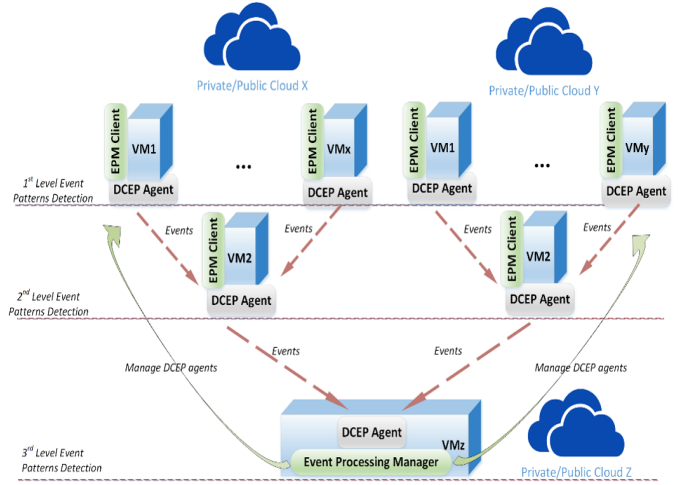 Private/Public Cloud X
Private/Public Cloud Y
EPM Client
VM1
...
EPM Client
VMx
EPM Client
VM1
...
EPM Client
VMy
DCEP Agent
DCEP Agent
DCEP Agent
DCEP Agent
1st Level Event
Patterns Detection
Events
Events
Events
Events
EPM Client
VM2
EPM Client
VM2
DCEP Agent
DCEP Agent
2nd Level Event
Patterns Detection
Events
Events
Manage DCEP agents
Manage DCEP agents
DCEP Agent
VMz
Event Processing Manager
3rd Level Event
Patterns Detection
Private/Public Cloud Z